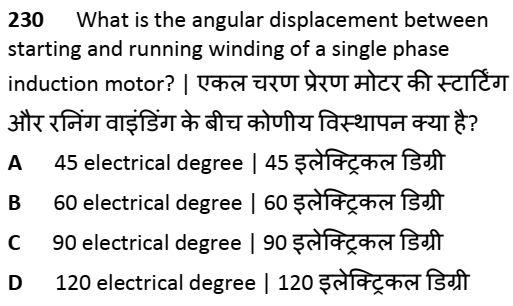 230 What is the angular displacement between
starting and running winding of a single phase
induction motor? | एकल चरण प्रेरण मोटर की स्टार्टिंग
और रनिंग वाइंडिंग के बीच कोणीय विस्थापन क्या है?
A 45 electrical degree | 45 इलेक्ट्रिकल डिग्री
B 60 electrical degree | 60 इलेक्ट्रिकल डिग्री
C 90 electrical degree | 90 इलेक्ट्रिकल डिग्री
D 120 electrical degree | 120 इलेक्ट्रिकल डिग्री